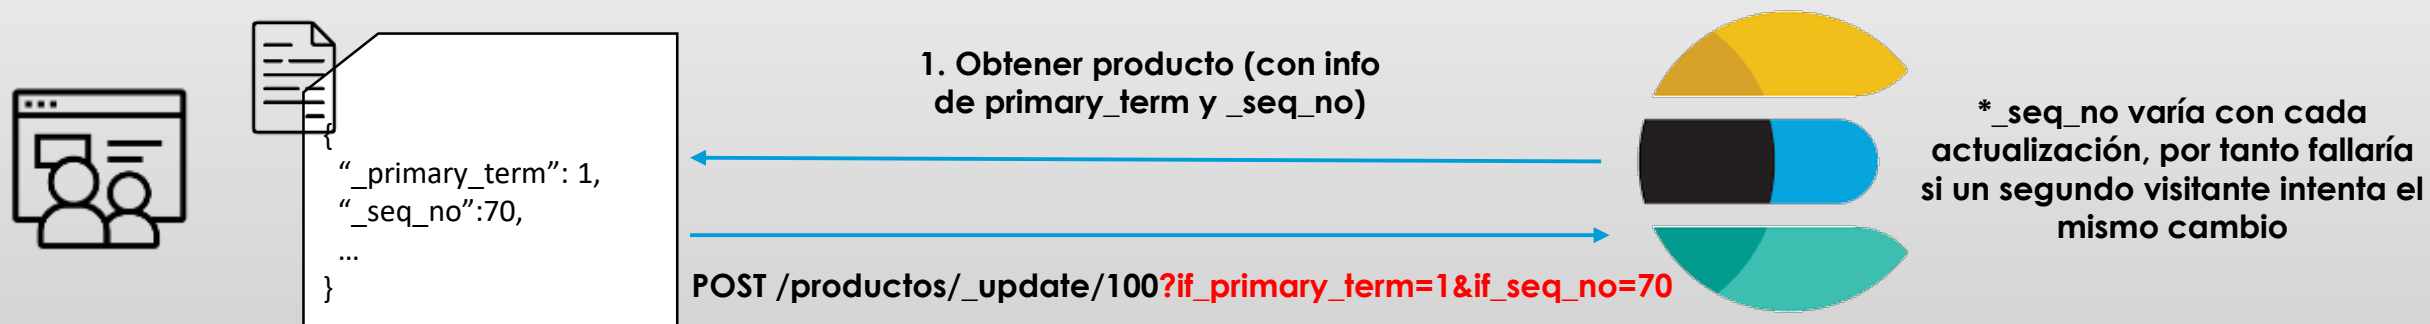 {
“_primary_term”: 1,
“_seq_no”:70,
...
}
1. Obtener producto (con info
de primary_term y _seq_no)
POST /productos/_update/100?if_primary_term=1&if_seq_no=70
*_seq_no varía con cada
actualización, por tanto fallaría
si un segundo visitante intenta el
mismo cambio